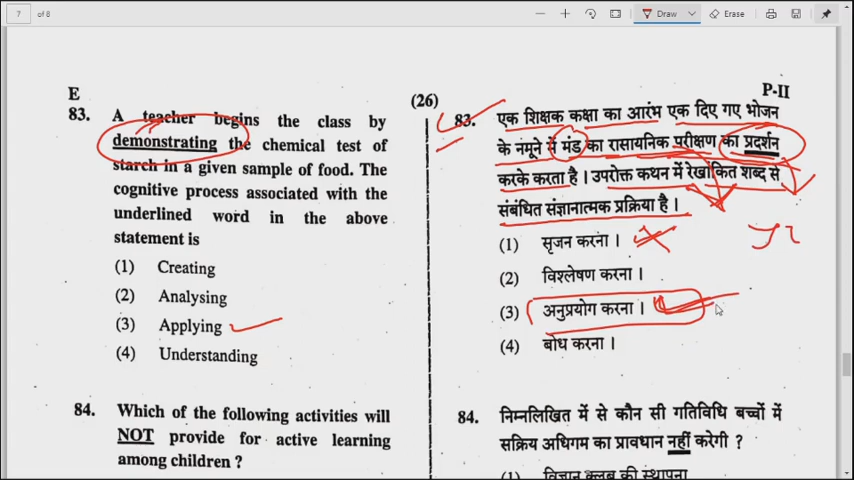 7 of 8
Draw
Erase
E
(26)
P-II
83. A teacher begins the class by
demonstrating the chemical test of
starch in a given sample of food. The
cognitive process associated with the
underlined word in the above
statement is
(1) Creating
(2) Analysing
(3) Applying
(4) Understanding
84. Which of the following activities will
NOT provide for active learning
among children ?
83. एक शिक्षक कक्षा का आरंभ एक दिए गए भोजन
के नमूने में मंड का रासायनिक परीक्षण का प्रदर्शन
करके करता है । उपरोक्त कथन में रेखांकित शब्द से
संबंधित संज्ञानात्मक प्रक्रिया है ।
(1) सृजन करना ।
(2) विश्लेषण करना ।
(3) अनुप्रयोग करना ।
(4) बोध करना ।
84. निम्नलिखित में से कौन सी गतिविधि बच्चों में
सक्रिय अधिगम का प्रावधान नहीं करेगी ?
(1) विज्ञान क्लब की स्थापना